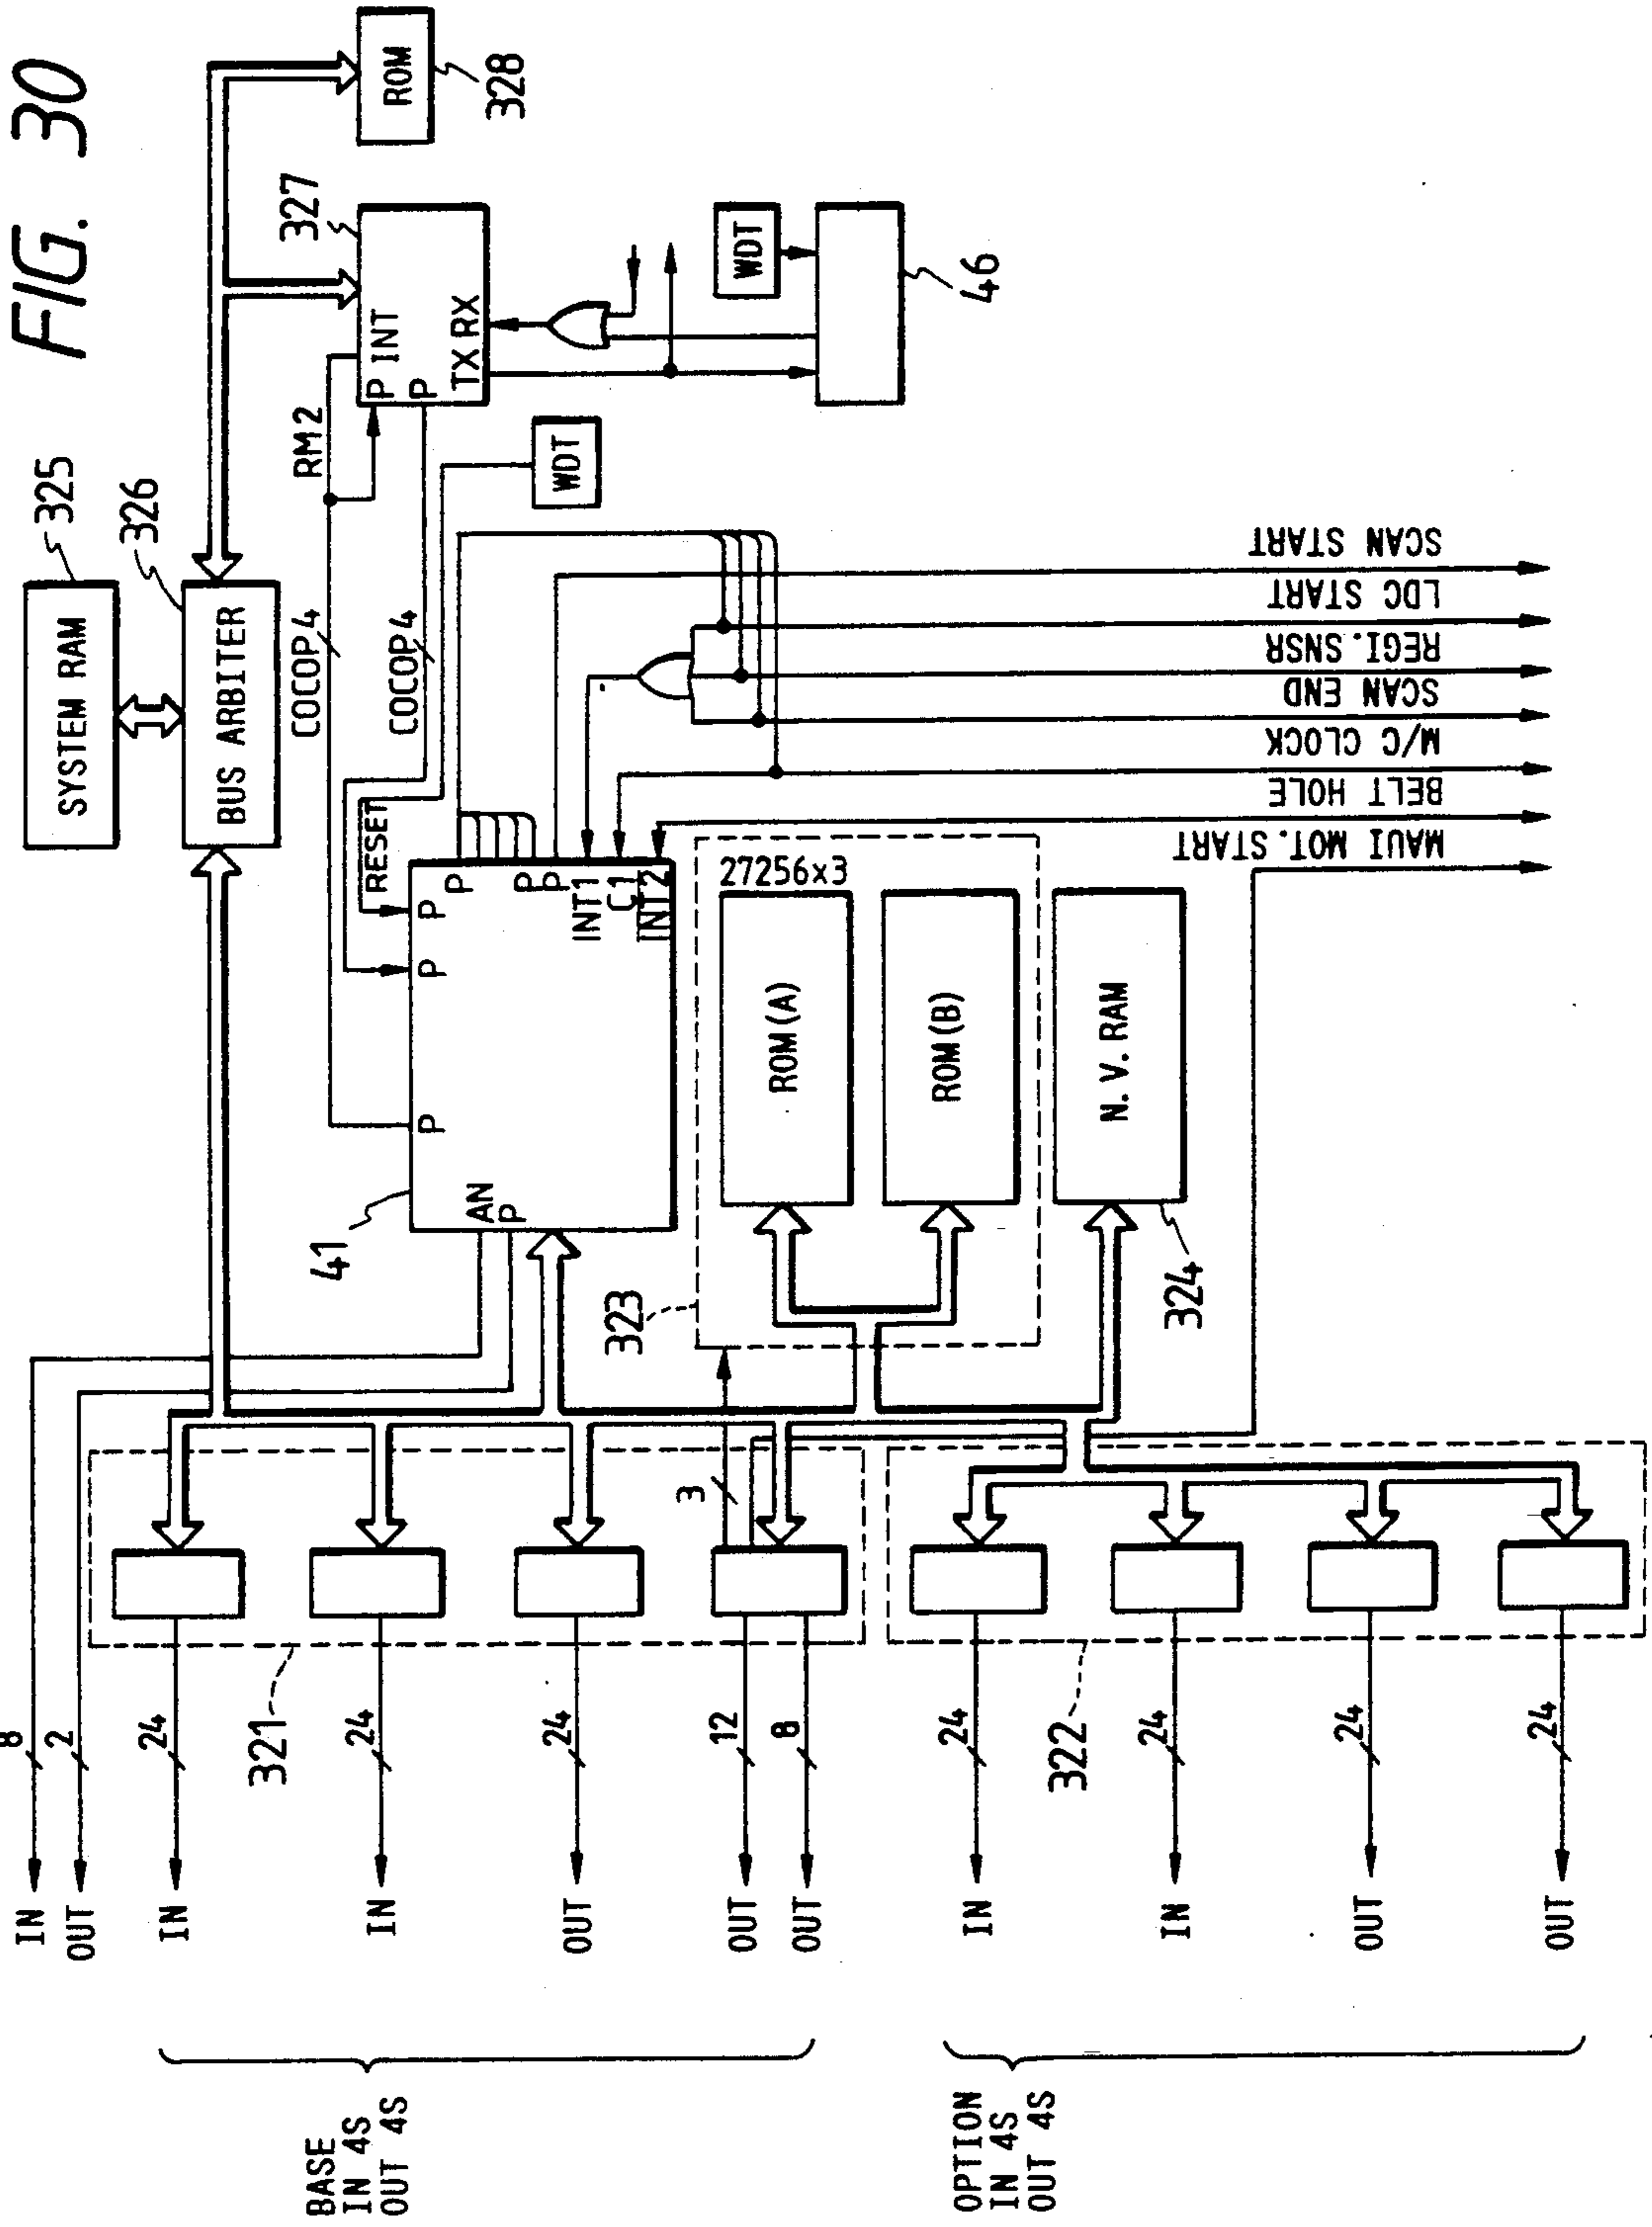 FIG. 30
SYSTEM RAM
325
BUS ARBITER
326
ROM
328
327
INT
P
P
TX RX
RM2
COCOP4
COCOP4
WDT
WDT
46
RESET
P
P
P
P
P
P
INT1
C1
INT2
AN
P
41
SCAN START
LDC START
REGI.SNSR
SCAN END
M/C CLOCK
BELT HOLE
MAUI MOT.START
27256x3
ROM(A)
ROM(B)
323
N.V.RAM
324
3
321
322
8
IN
2
OUT
24
IN
24
IN
24
OUT
12
OUT
8
OUT
24
IN
24
IN
24
OUT
24
OUT
BASE
IN 4S
OUT 4S
OPTION
IN 4S
OUT 4S